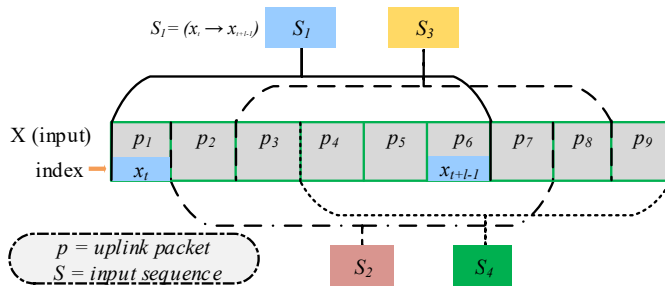 S₁ = (xₜ → xₜ₊ₗ₋₁)
S₁
S₃
X (input)
p₁ p₂ p₃ p₄ p₅ p₆ p₇ p₈ p₉
index
xₜ xₜ₊ₗ₋₁
p = uplink packet
S = input sequence
S₂
S₄